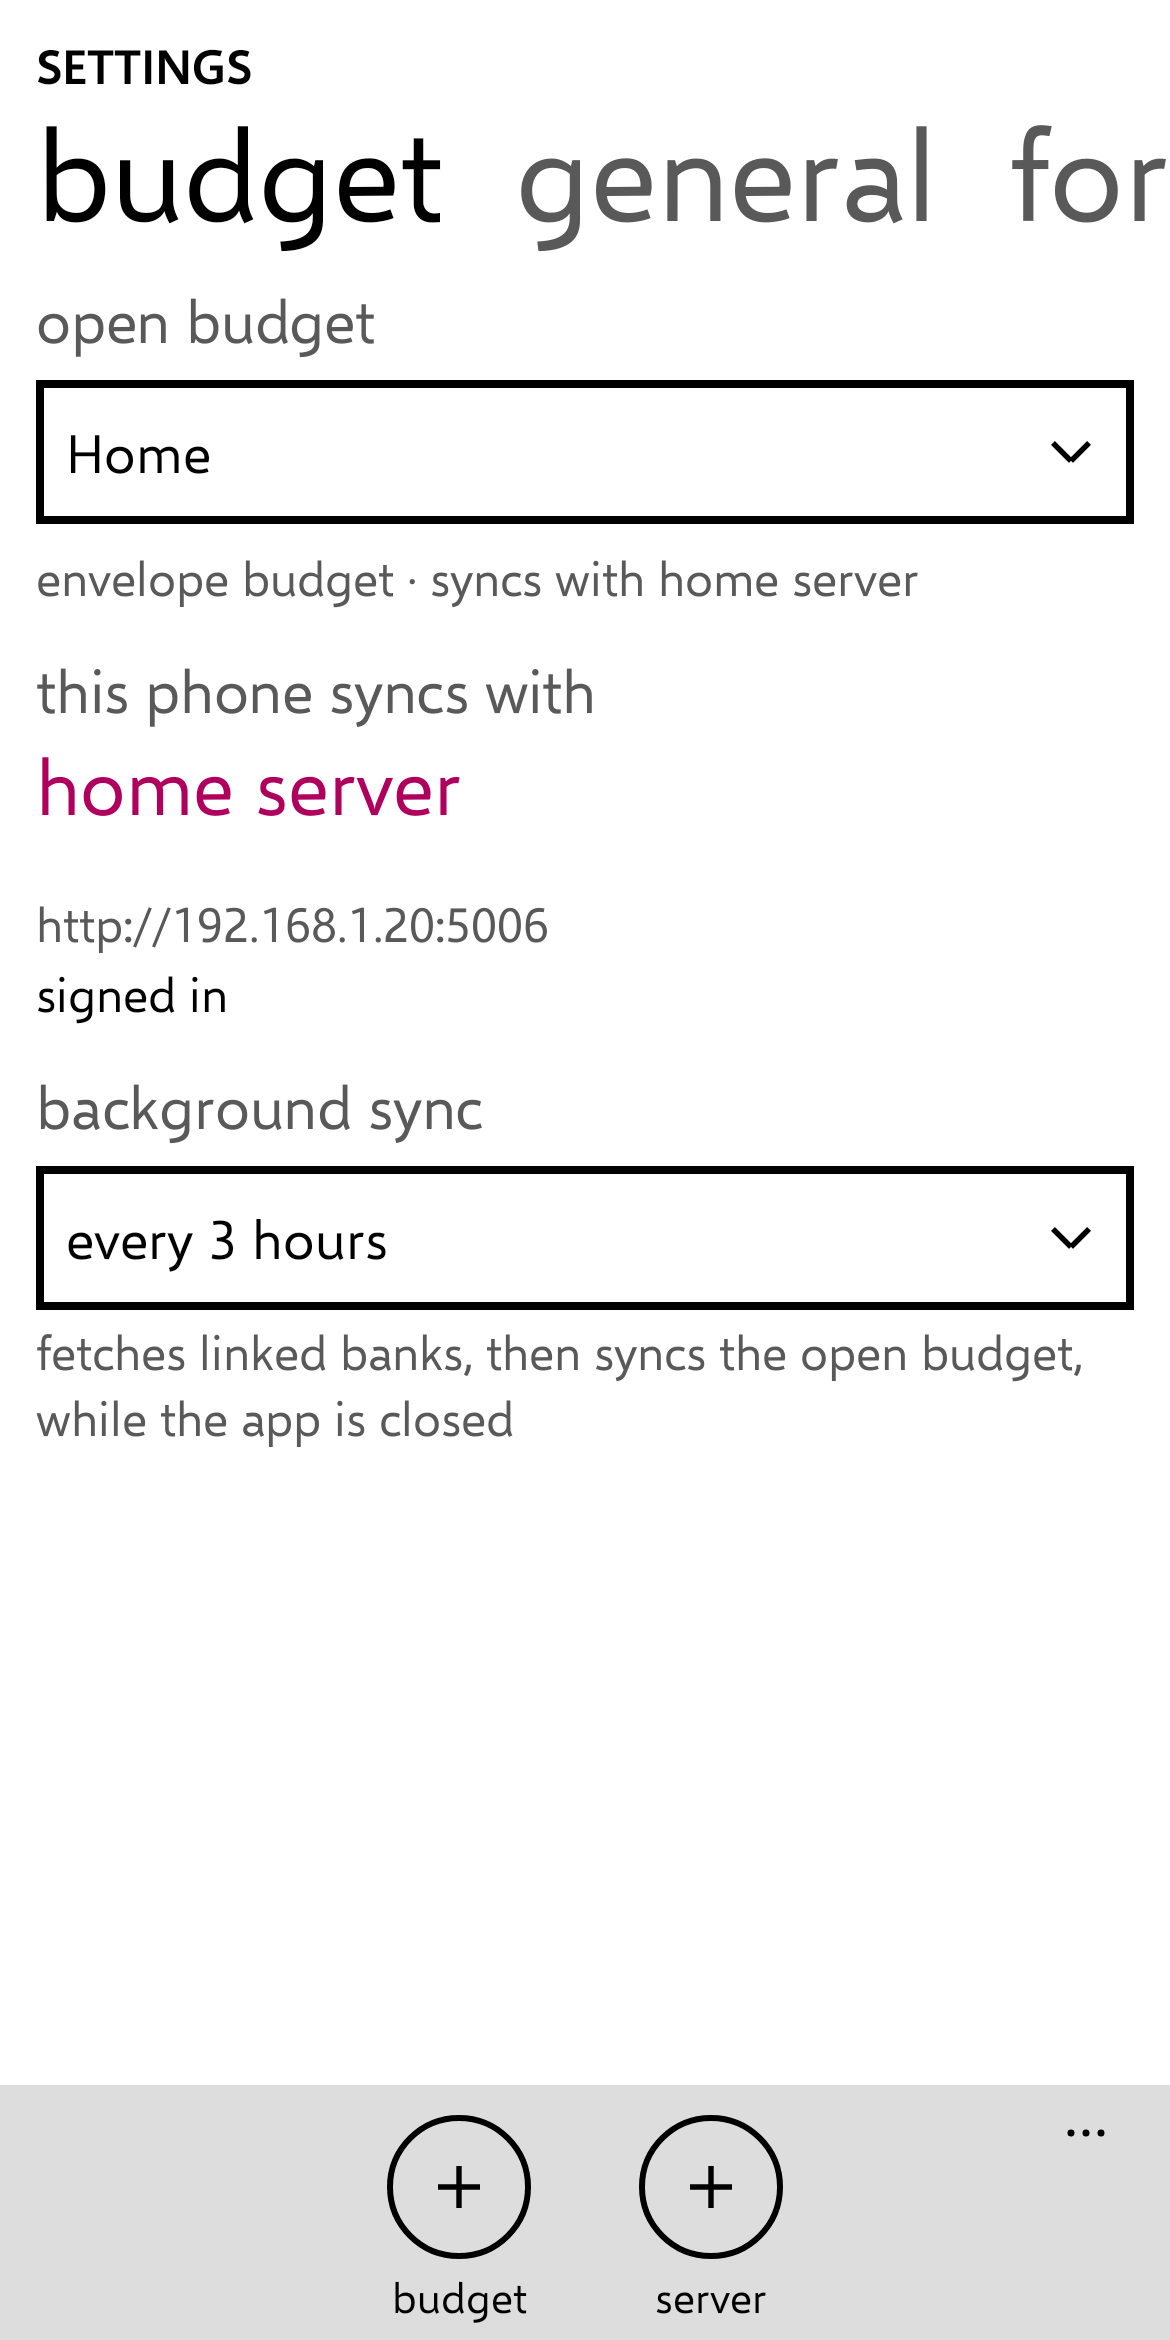 SETTINGS
budget general for
open budget
Home
envelope budget · syncs with home server
this phone syncs with
home server
http://192.168.1.20:5006
signed in
background sync
every 3 hours
fetches linked banks, then syncs the open budget,
while the app is closed
budget server